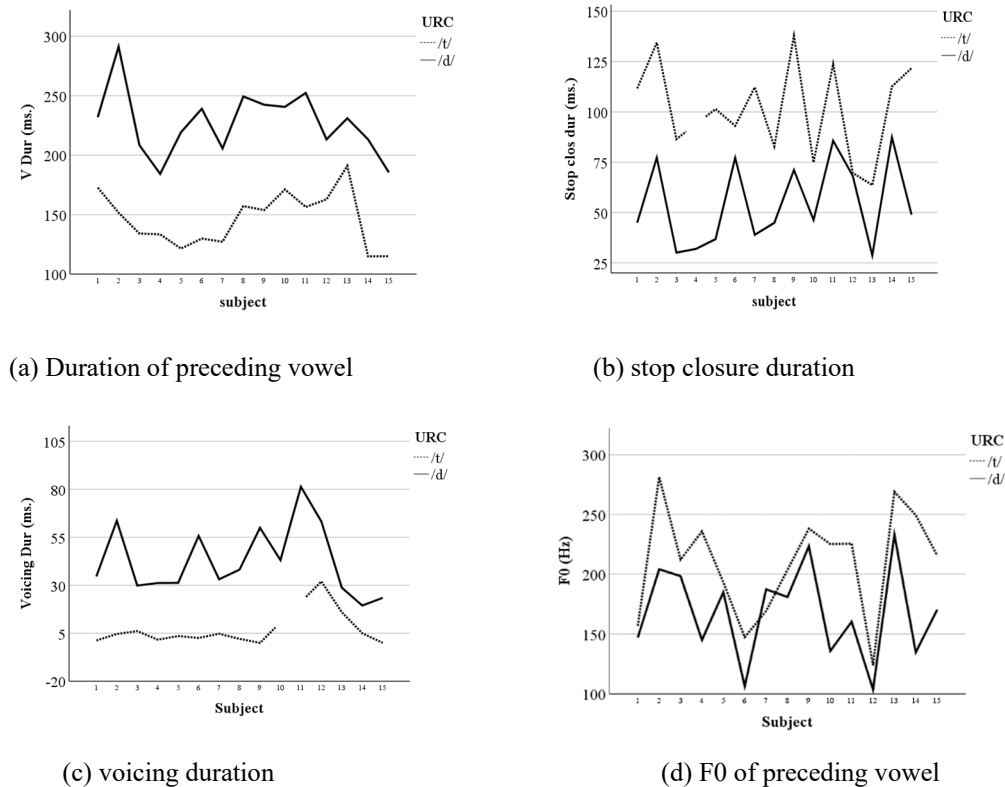 300
250
200
150
100
V Dur (ms.)
1 2 3 4 5 6 7 8 9 10 11 12 13 14 15
subject
URC
/t/
/d/
150
125
100
75
50
25
Stop clos dur (ms.)
1 2 3 4 5 6 7 8 9 10 11 12 13 14 15
subject
URC
/t/
/d/
(a) Duration of preceding vowel
(b) stop closure duration
105
80
55
30
5
-20
Voicing Dur (ms.)
1 2 3 4 5 6 7 8 9 10 11 12 13 14 15
Subject
URC
/t/
/d/
300
250
200
150
100
F0 (Hz)
1 2 3 4 5 6 7 8 9 10 11 12 13 14 15
Subject
URC
/t/
/d/
(c) voicing duration
(d) F0 of preceding vowel